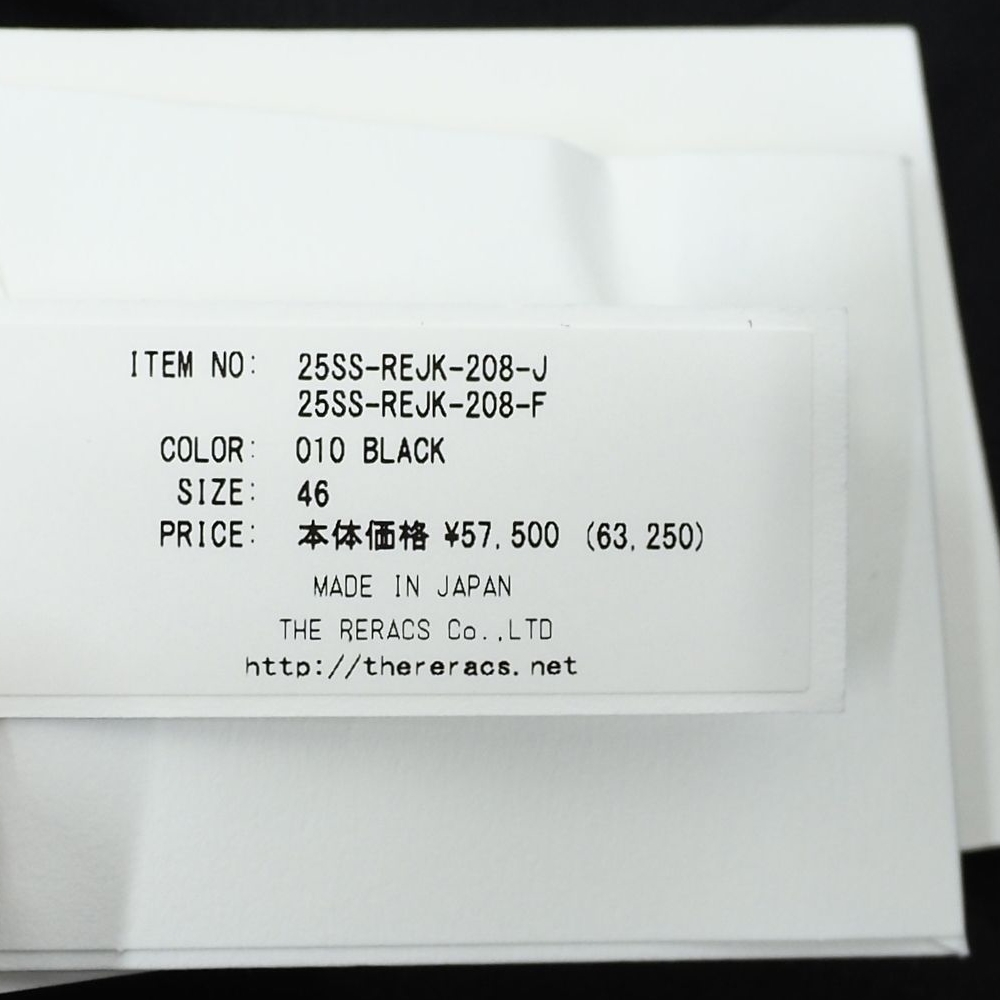 ITEM NO: 25SS-REJK-208-J
25SS-REJK-208-F
COLOR: 010 BLACK
SIZE: 46
PRICE: 本体価格 ¥57,500 (63,250)
MADE IN JAPAN
THE RERACS Co.,LTD
http://thereracs.net